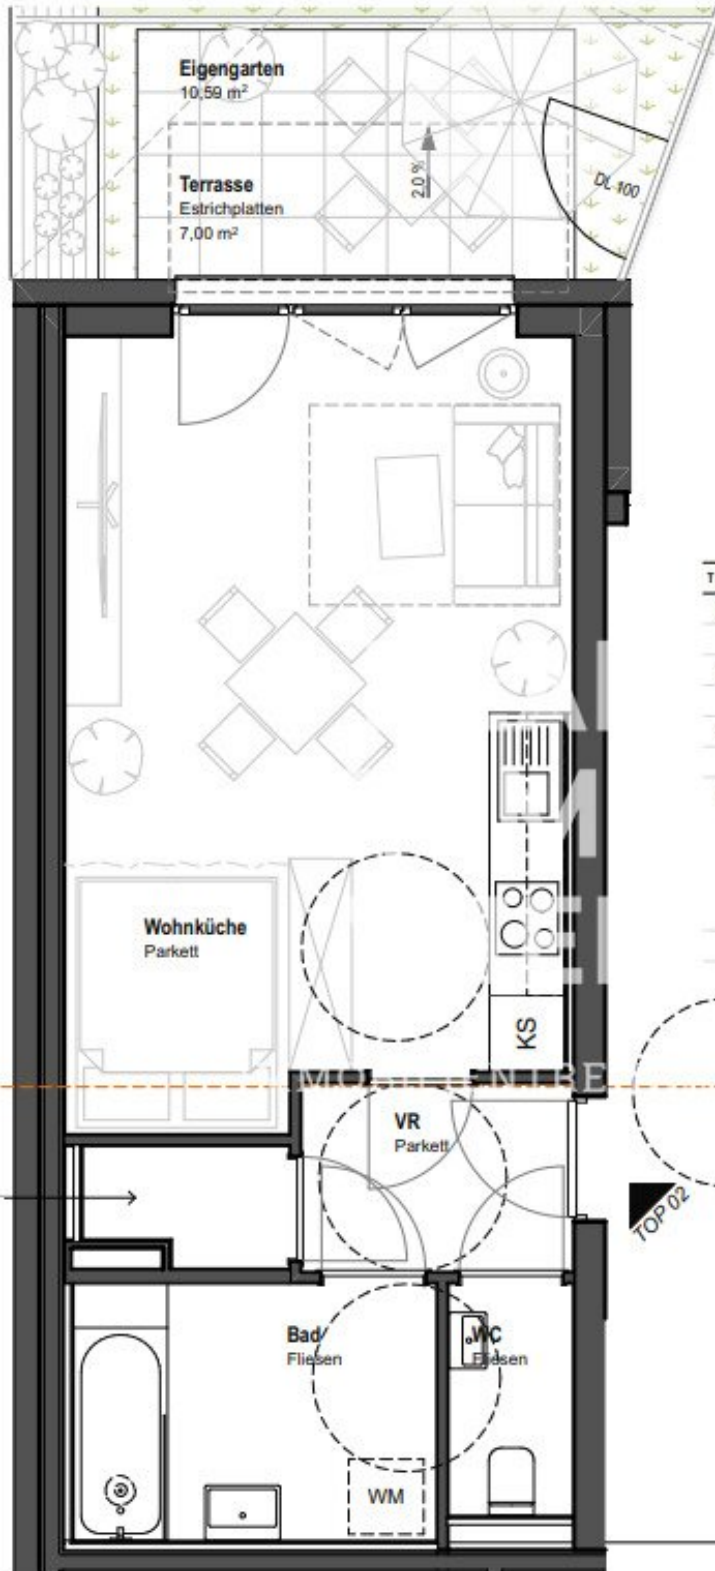 Eigengarten
10,59 m²
Terrasse
Estrichplatten
7,00 m²
2.0 %
DL 100
Wohnküche
Parkett
KS
VR
Parkett
TOP 02
Bad
Fliesen
WC
Fliesen
WM